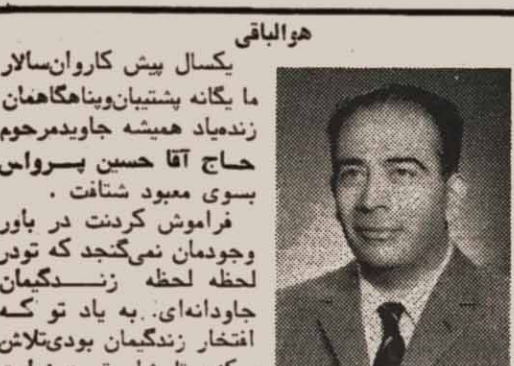 هوالباقی
یکسال پیش کاروان‌سالار
ما یگانه پشتیبان‌وپناهگاهمان
زنده‌یاد همیشه جاویدمرحوم
حاج آقا حسین پرواس
بسوی معبود شتافت .
فراموش کردنت در باور
وجودمان نمی‌گنجد که تودر
لحظه لحظه زندگیمان
جاودانه‌ای. به یاد تو که
افتخار زندگیمان بودی‌تلاش